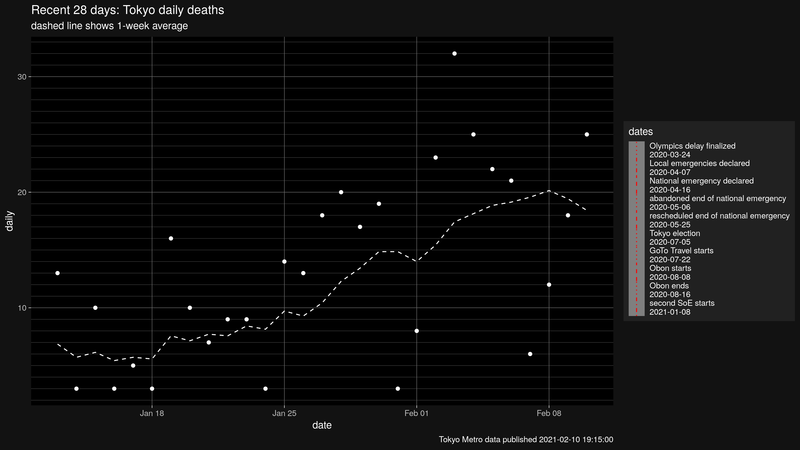 Recent 28 days: Tokyo daily deaths
dashed line shows 1-week average
daily
30
20
10
Jan 18
Jan 25
Feb 01
Feb 08
date
Tokyo Metro data published 2021-02-10 19:15:00
dates
Olympics delay finalized
2020-03-24
Local emergencies declared
2020-04-07
National emergency declared
2020-04-16
abandoned end of national emergency
2020-05-06
rescheduled end of national emergency
2020-05-25
Tokyo election
2020-07-05
GoTo Travel starts
2020-07-22
Obon starts
2020-08-08
Obon ends
2020-08-16
second SoE starts
2021-01-08